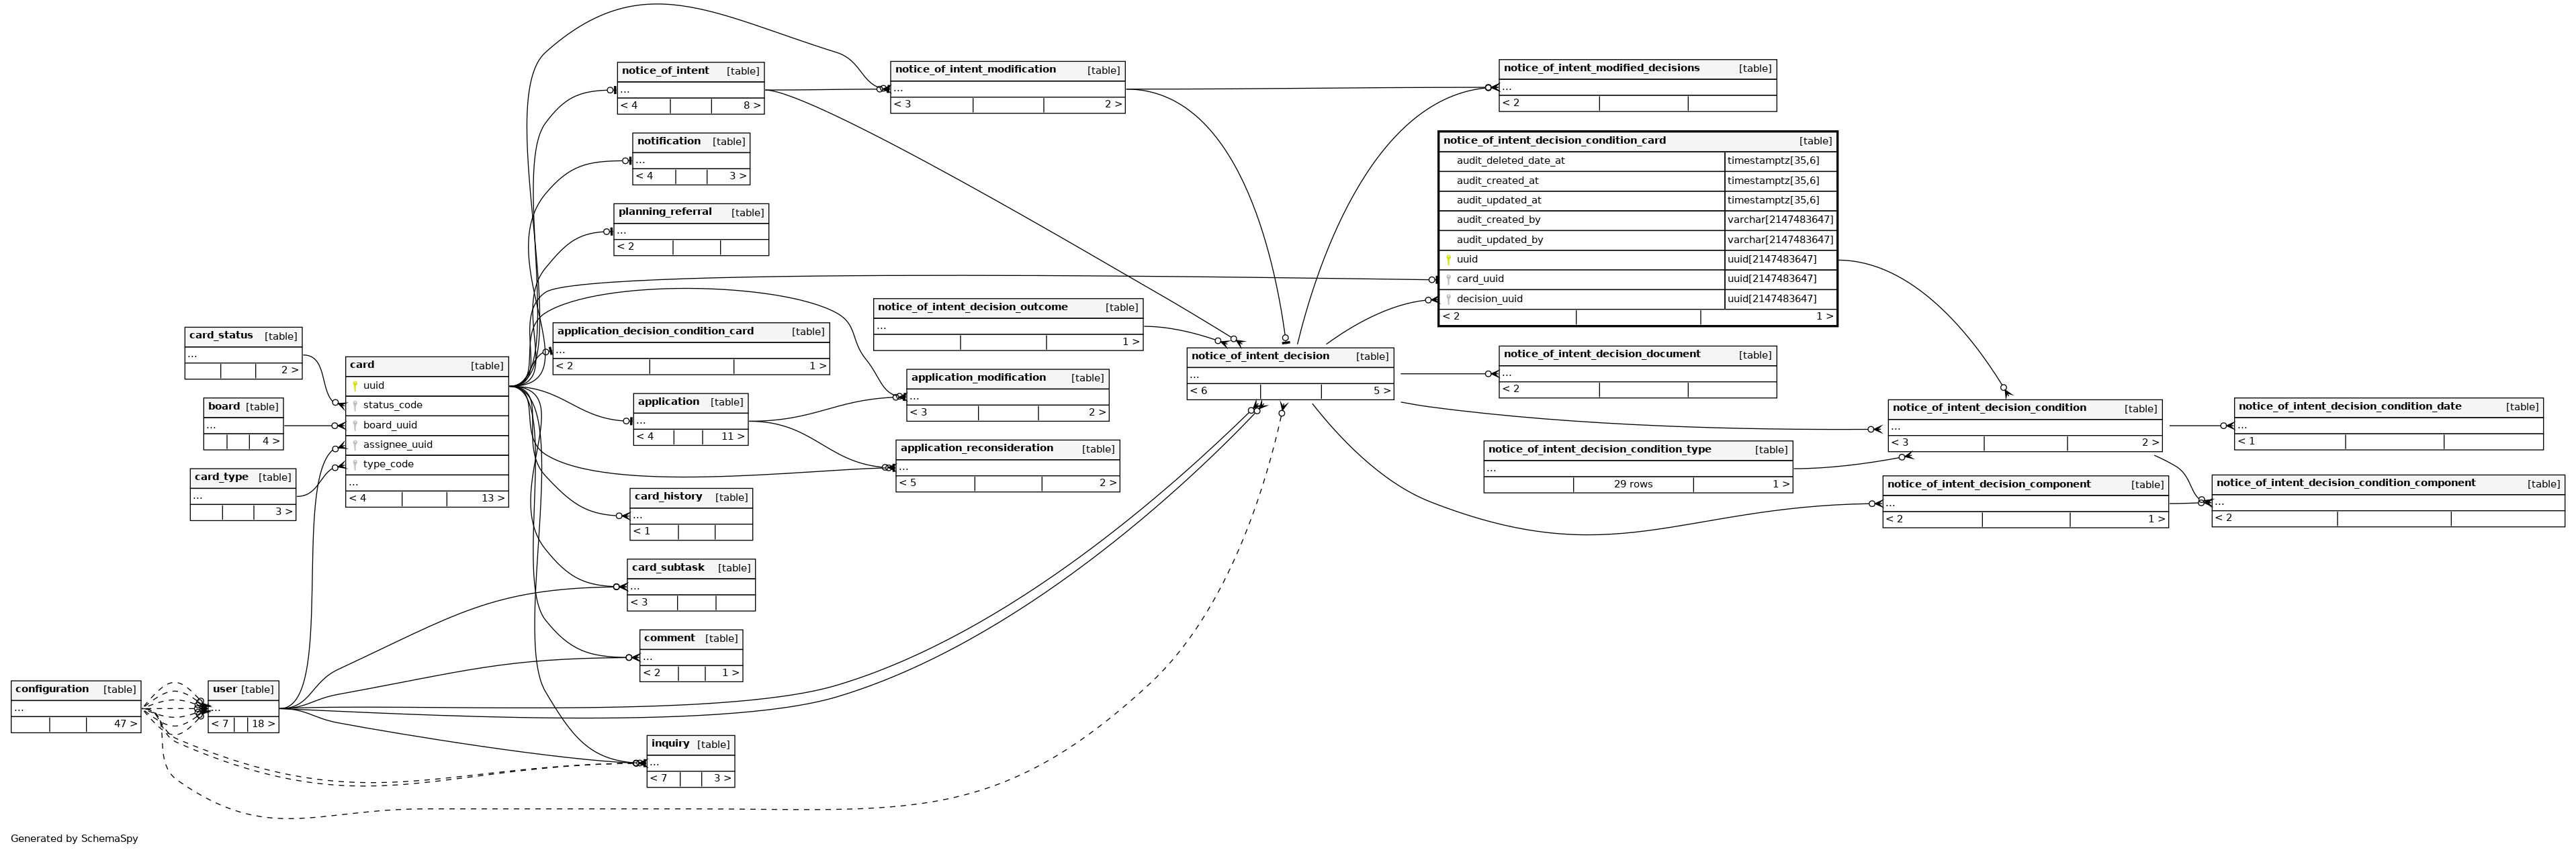 notice_of_intent [table]
...
< 4 8 >
notice_of_intent_modification [table]
...
< 3 2 >
notice_of_intent_modified_decisions [table]
...
< 2
notification [table]
...
< 4 3 >
notice_of_intent_decision_condition_card [table]
audit_deleted_date_at timestamptz[35,6]
audit_created_at timestamptz[35,6]
audit_updated_at timestamptz[35,6]
audit_created_by varchar[2147483647]
audit_updated_by varchar[2147483647]
uuid uuid[2147483647]
card_uuid uuid[2147483647]
decision_uuid uuid[2147483647]
< 2 1 >
planning_referral [table]
...
< 2
notice_of_intent_decision_outcome [table]
...
1 >
card_status [table]
...
2 >
application_decision_condition_card [table]
...
< 2 1 >
notice_of_intent_decision [table]
...
< 6 5 >
notice_of_intent_decision_document [table]
...
< 2
card [table]
uuid
status_code
board_uuid
assignee_uuid
type_code
...
< 4 13 >
application_modification [table]
...
< 3 2 >
board [table]
...
4 >
application [table]
...
< 4 11 >
notice_of_intent_decision_condition [table]
...
< 3 2 >
notice_of_intent_decision_condition_date [table]
...
< 1
application_reconsideration [table]
...
< 5 2 >
notice_of_intent_decision_condition_type [table]
...
29 rows 1 >
card_type [table]
...
3 >
notice_of_intent_decision_component [table]
...
< 2 1 >
notice_of_intent_decision_condition_component [table]
...
< 2
card_history [table]
...
< 1
card_subtask [table]
...
< 3
comment [table]
...
< 2 1 >
configuration [table]
...
47 >
user [table]
...
< 7 18 >
inquiry [table]
...
< 7 3 >
Generated by SchemaSpy